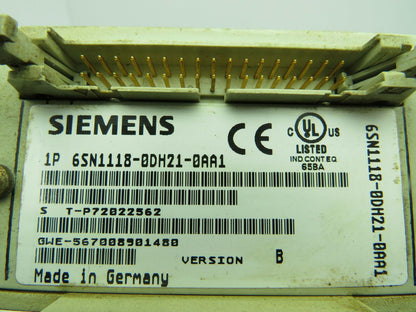 SIEMENS
CE
C UL US
LISTED
IND.CONT.EQ.
65BA
1P 6SN1118-0DH21-0AA1
S T-P72022562
GWE-567008901480
VERSION B
Made in Germany
6SN1118-0DH21-0AA1